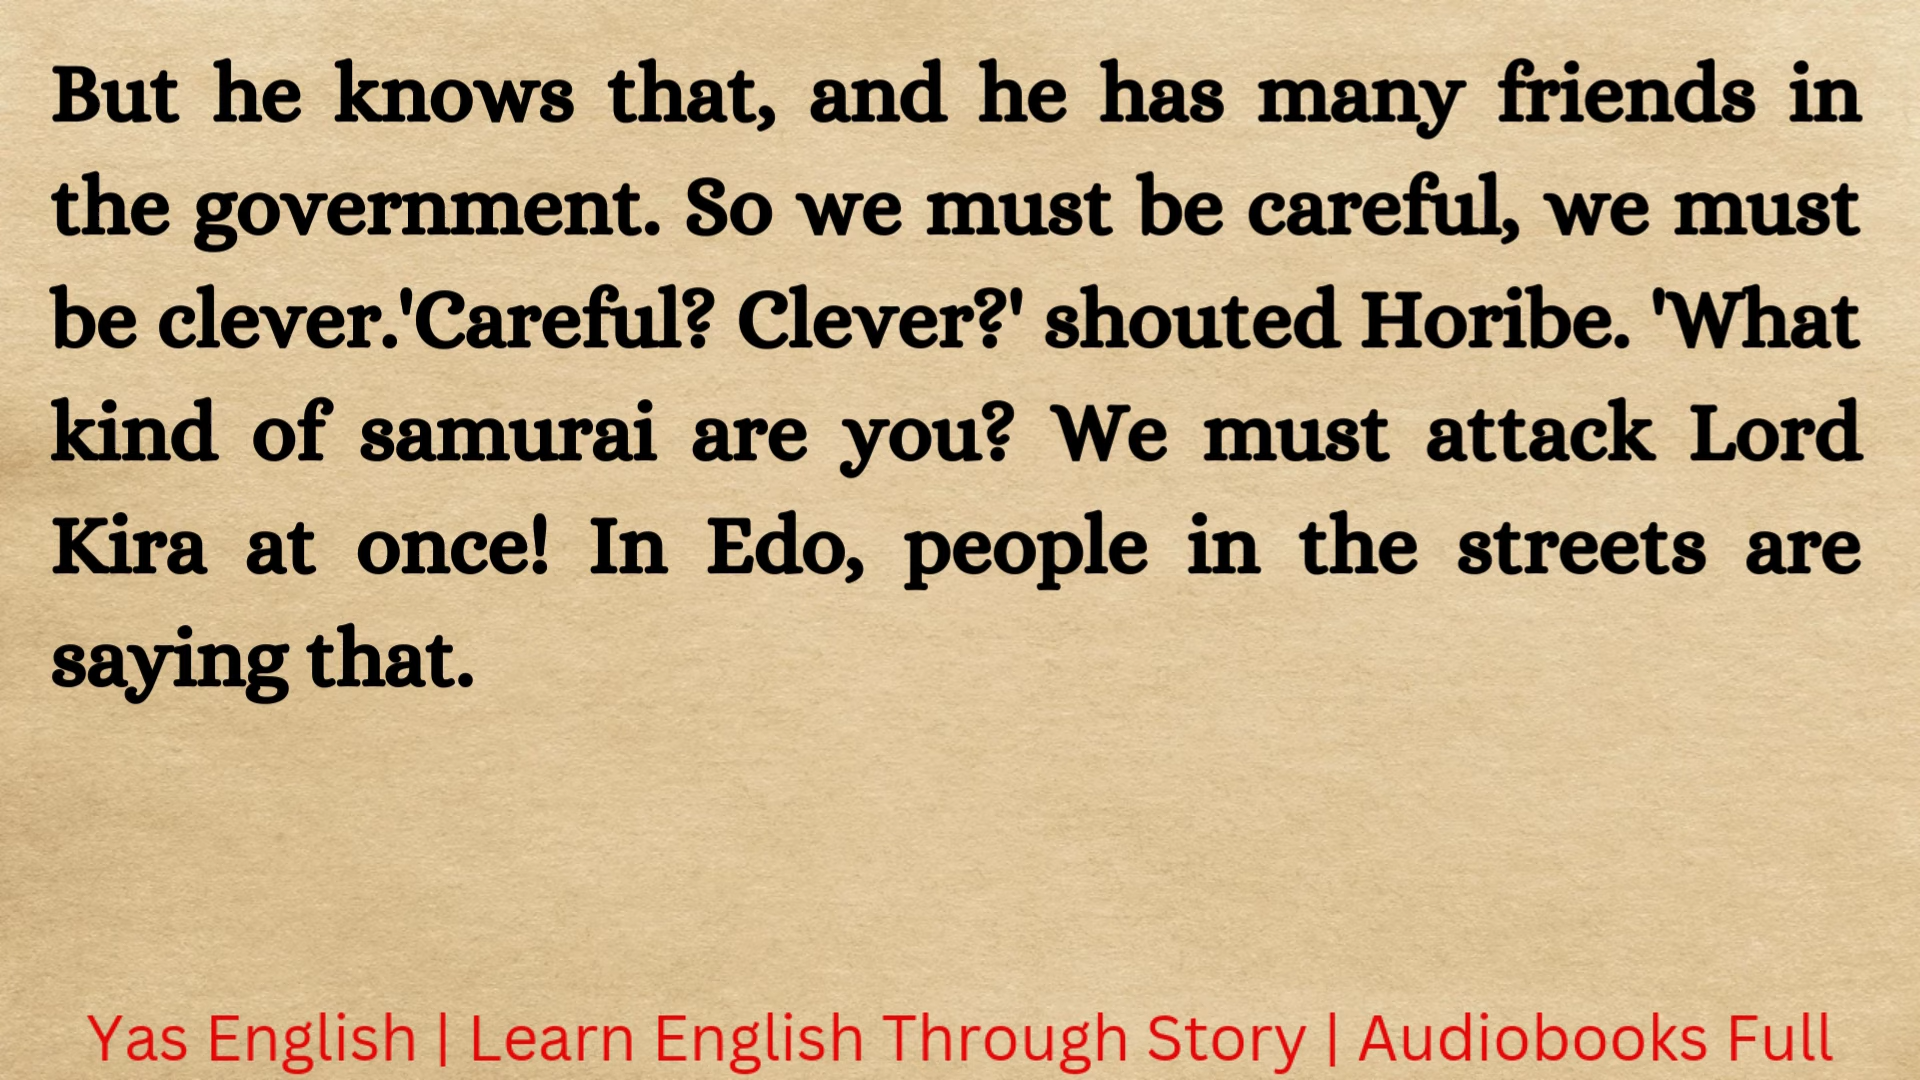 But he knows that, and he has many friends in
the government. So we must be careful, we must
be clever.'Careful? Clever?' shouted Horibe. 'What
kind of samurai are you? We must attack Lord
Kira at once! In Edo, people in the streets are
saying that.
Yas English | Learn English Through Story | Audiobooks Full